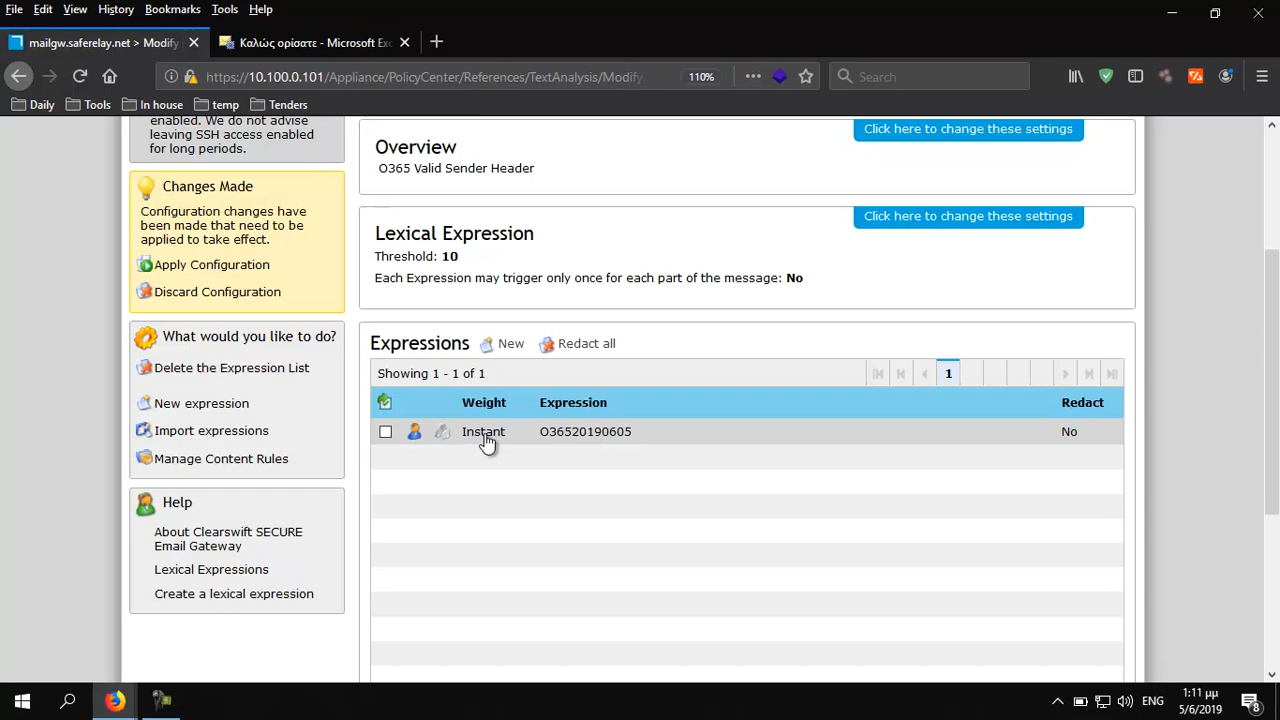 File Edit View History Bookmarks Tools Help
mailgw.saferelay.net > Modify
Καλώς ορίσατε - Microsoft Exc
https://10.100.0.101/Appliance/PolicyCenter/References/TextAnalysis/Modify
110%
Search
Daily Tools In house temp Tenders
enabled. We do not advise
leaving SSH access enabled
for long periods.
Changes Made
Configuration changes have
been made that need to be
applied to take effect.
Apply Configuration
Discard Configuration
What would you like to do?
Delete the Expression List
New expression
Import expressions
Manage Content Rules
Help
About Clearswift SECURE
Email Gateway
Lexical Expressions
Create a lexical expression
Click here to change these settings
Overview
O365 Valid Sender Header
Click here to change these settings
Lexical Expression
Threshold: 10
Each Expression may trigger only once for each part of the message: No
Expressions New Redact all
Showing 1 - 1 of 1
1
Weight Expression Redact
Instant O36520190605 No
ENG
1:11 μμ
5/6/2019
8